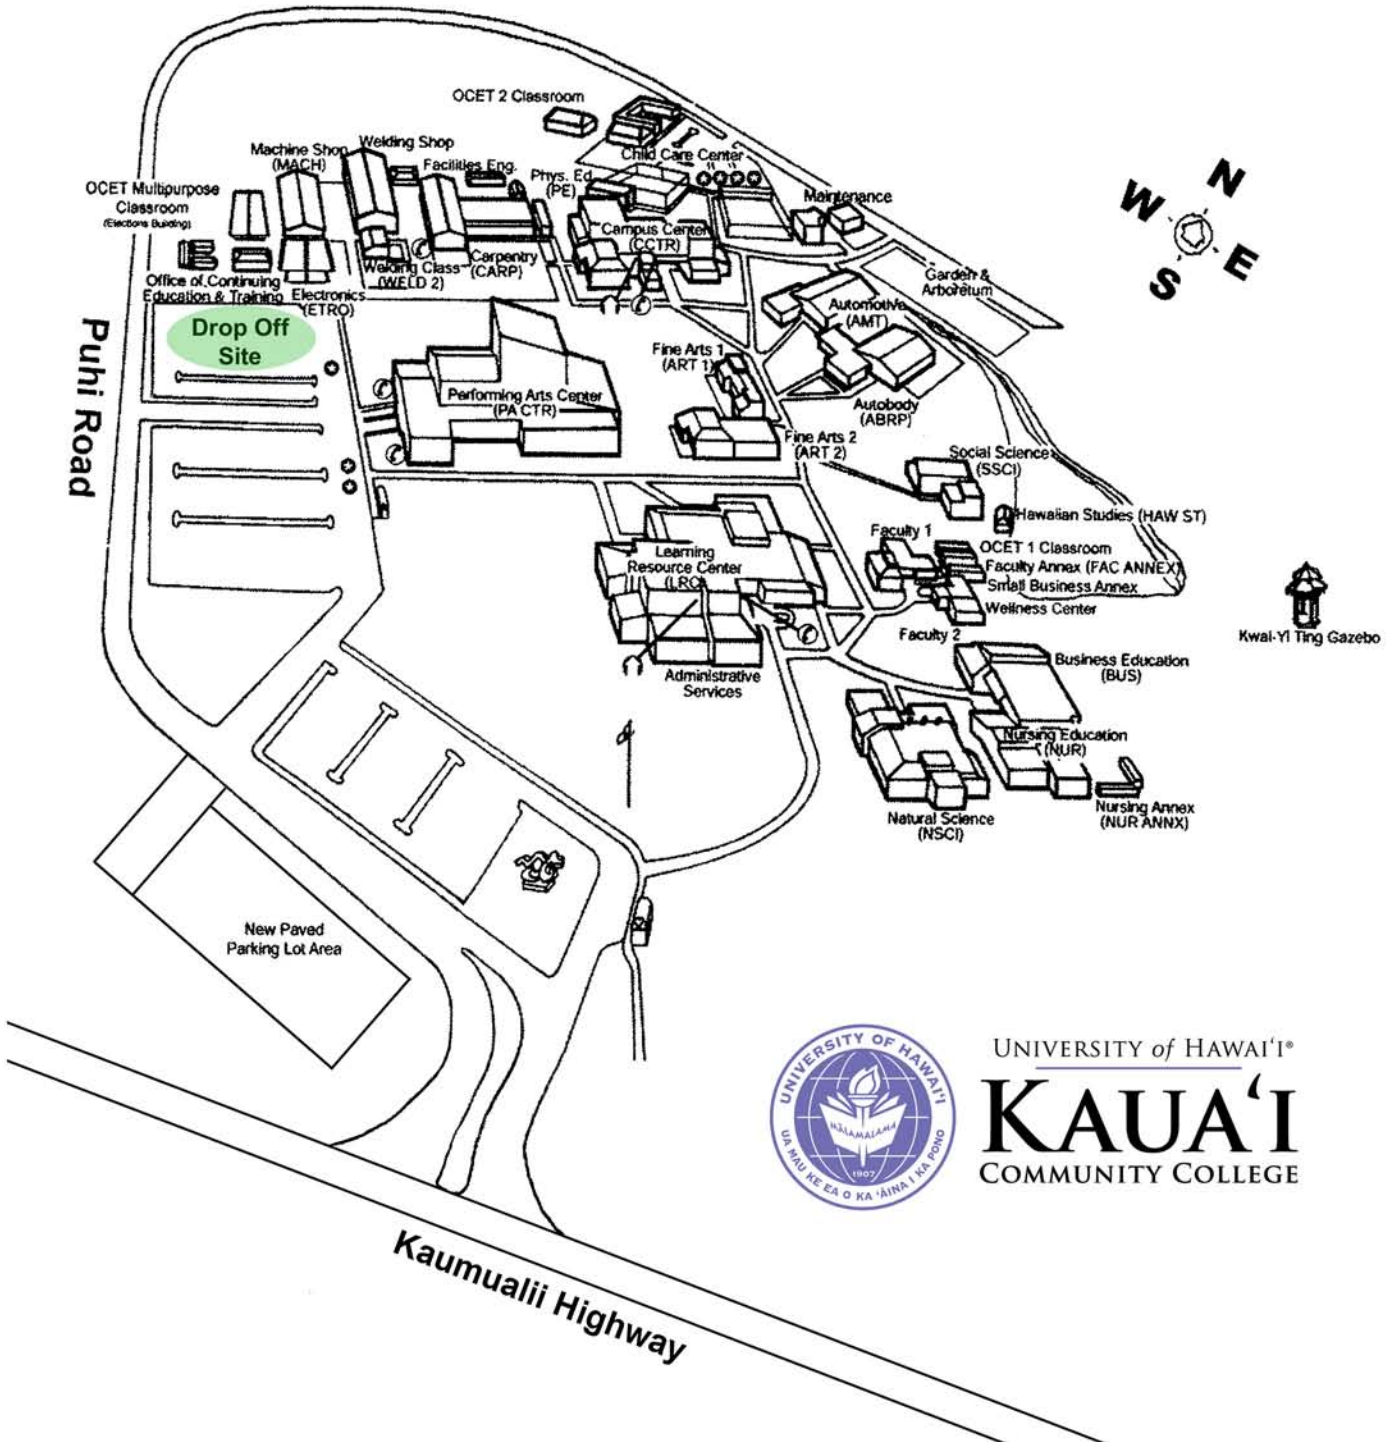 OCET 2 Classroom
Machine Shop
(MACH)
Welding Shop
Facilities Eng.
Phys. Ed
(PE)
Child Care Center
OCET Multipurpose
Classroom
(Elections Building)
Maintenance
Campus Center
(CCTR)
Carpentry
(CARP)
Welding Class
(WELD 2)
Office of Continuing
Education & Training
Electronics
(ETRO)
Garden &
Arboretum
N
W
E
S
Automotive
(AMT)
Drop Off
Site
Puhi Road
Fine Arts 1
(ART 1)
Performing Arts Center
(PA CTR)
Autobody
(ABRP)
Fine Arts 2
(ART 2)
Social Science
(SSCI)
Hawaiian Studies (HAW ST)
Faculty 1
OCET 1 Classroom
Faculty Annex (FAC ANNEX)
Small Business Annex
Wellness Center
Learning
Resource Center
(LRC)
Faculty 2
Kwai-Yi Ting Gazebo
Business Education
(BUS)
Administrative
Services
Nursing Education
(NUR)
Nursing Annex
(NUR ANNX)
Natural Science
(NSCI)
New Paved
Parking Lot Area
UNIVERSITY OF HAWAI‘I
MĀLAMALAMA
1907
UA MAU KE EA O KA ‘ĀINA I KA PONO
UNIVERSITY of HAWAI‘I®
KAUA‘I
COMMUNITY COLLEGE
Kaumualii Highway